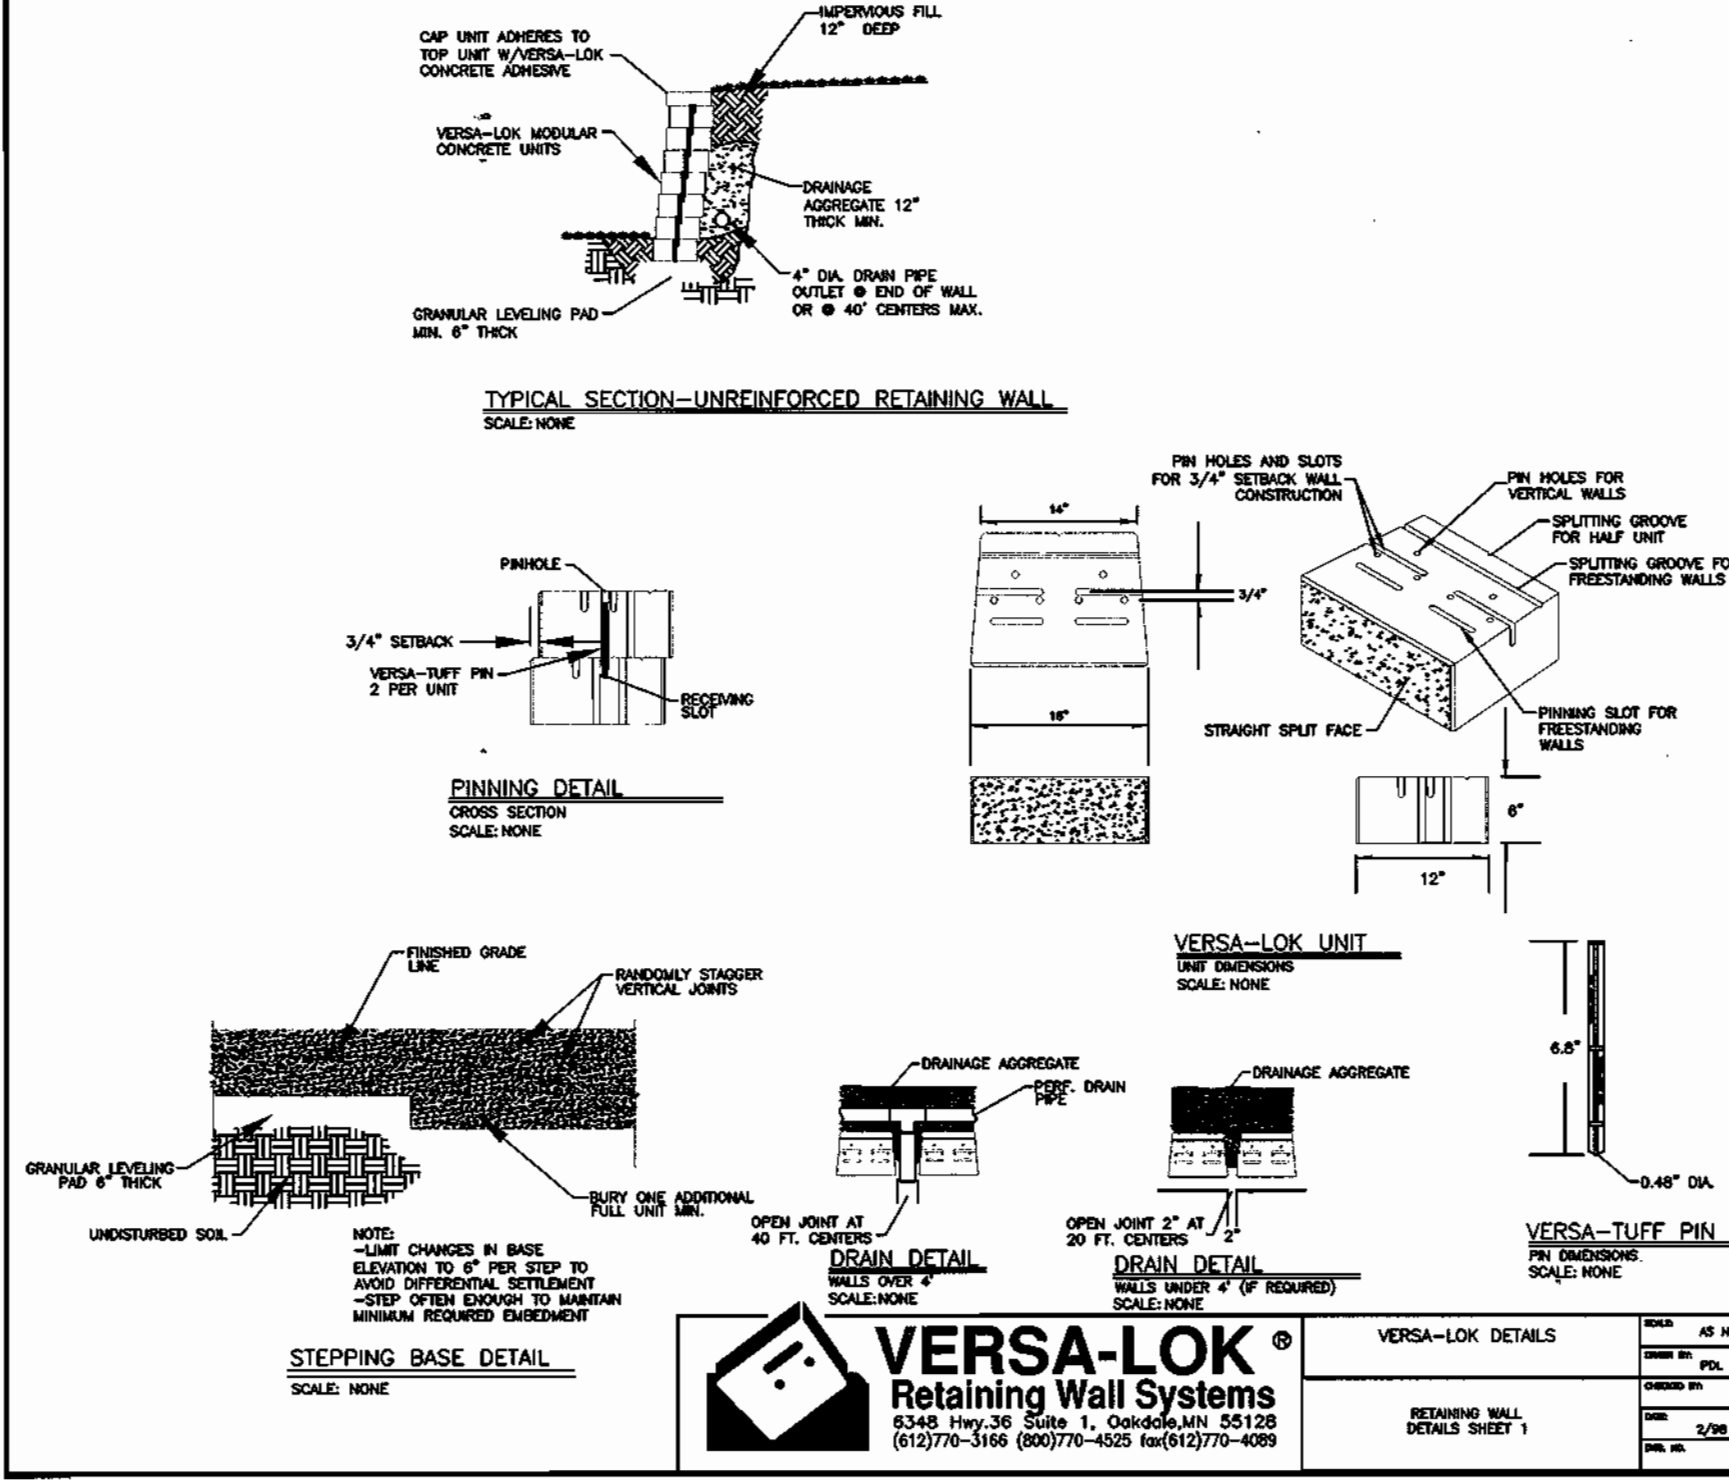 IMPERVIOUS FILL
12" DEEP
CAP UNIT ADHERES TO
TOP UNIT W/VERSA-LOK
CONCRETE ADHESIVE
VERSA-LOK MODULAR
CONCRETE UNITS
DRAINAGE
AGGREGATE 12"
THICK MIN.
4" DIA. DRAIN PIPE
OUTLET @ END OF WALL
OR @ 40' CENTERS MAX.
GRANULAR LEVELING PAD
MIN. 6" THICK
TYPICAL SECTION-UNREINFORCED RETAINING WALL
SCALE: NONE
PINHOLE
3/4" SETBACK
VERSA-TUFF PIN
2 PER UNIT
RECEIVING
SLOT
PINNING DETAIL
CROSS SECTION
SCALE: NONE
PIN HOLES AND SLOTS
FOR 3/4" SETBACK WALL
CONSTRUCTION
PIN HOLES FOR
VERTICAL WALLS
SPLITTING GROOVE
FOR HALF UNIT
SPLITTING GROOVE FO
FREESTANDING WALLS
14"
3/4"
16"
STRAIGHT SPLIT FACE
PINNING SLOT FOR
FREESTANDING
WALLS
6"
12"
VERSA-LOK UNIT
UNIT DIMENSIONS
SCALE: NONE
FINISHED GRADE
LINE
RANDOMLY STAGGER
VERTICAL JOINTS
GRANULAR LEVELING
PAD 6" THICK
UNDISTURBED SOIL
BURY ONE ADDITIONAL
FULL UNIT MIN.
NOTE:
-LIMIT CHANGES IN BASE
ELEVATION TO 6" PER STEP TO
AVOID DIFFERENTIAL SETTLEMENT
-STEP OFTEN ENOUGH TO MAINTAIN
MINIMUM REQUIRED EMBEDMENT
STEPPING BASE DETAIL
SCALE: NONE
DRAINAGE AGGREGATE
PERF. DRAIN
PIPE
OPEN JOINT AT
40 FT. CENTERS
DRAIN DETAIL
WALLS OVER 4'
SCALE: NONE
DRAINAGE AGGREGATE
OPEN JOINT 2" AT
20 FT. CENTERS
2"
DRAIN DETAIL
WALLS UNDER 4' (IF REQUIRED)
SCALE: NONE
6.8"
0.48" DIA.
VERSA-TUFF PIN
PIN DIMENSIONS
SCALE: NONE
VERSA-LOK ®
Retaining Wall Systems
6348 Hwy.36 Suite 1, Oakdale,MN 55128
(612)770-3166 (800)770-4525 fax(612)770-4089
VERSA-LOK DETAILS
RETAINING WALL
DETAILS SHEET 1
AS N
PDL
CHECKED BY:
DATE:
2/98